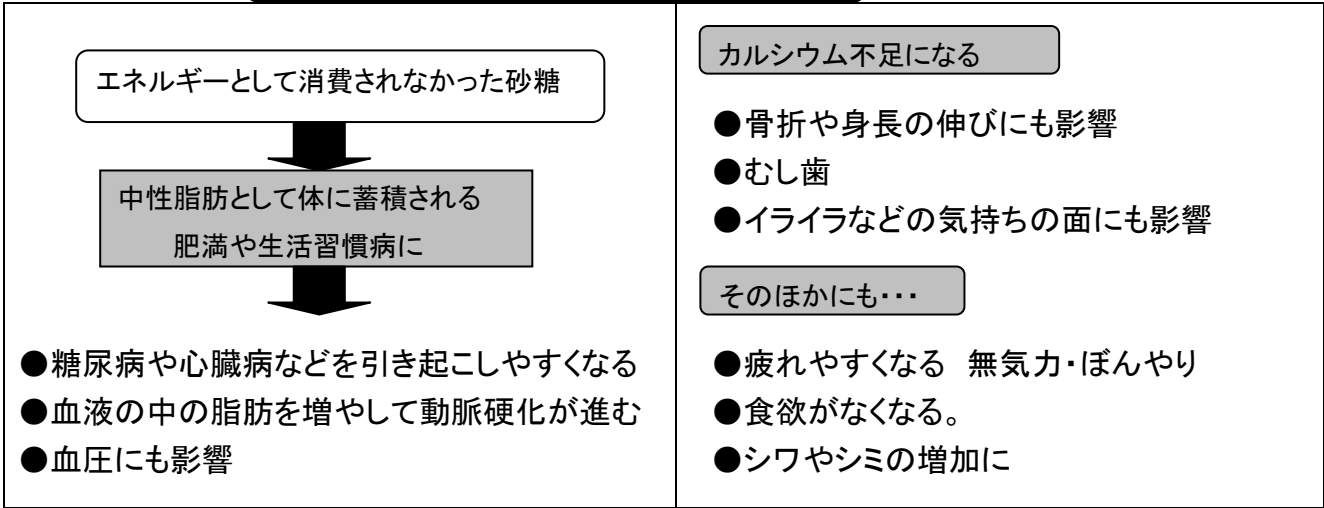 エネルギーとして消費されなかった砂糖
中性脂肪として体に蓄積される
肥満や生活習慣病に
●糖尿病や心臓病などを引き起こしやすくなる
●血液の中の脂肪を増やして動脈硬化が進む
●血圧にも影響
カルシウム不足になる
●骨折や身長の伸びにも影響
●むし歯
●イライラなどの気持ちの面にも影響
そのほかにも・・・
●疲れやすくなる 無気力・ぼんやり
●食欲がなくなる。
●シワやシミの増加に